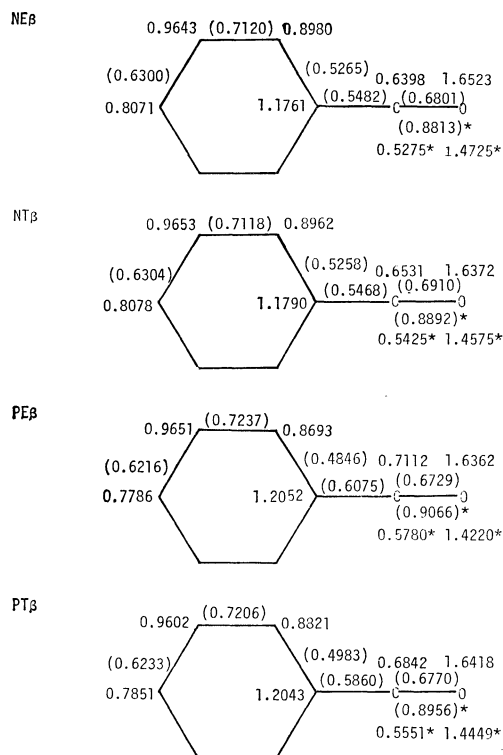 NEβ
0.9643 (0.7120) 0.8980
(0.6300) (0.5265) 0.6398 1.6523
0.8071 1.1761 (0.5482) C (0.6801) O
(0.8813)*
0.5275* 1.4725*
NTβ
0.9653 (0.7118) 0.8962
(0.6304) (0.5258) 0.6531 1.6372
0.8078 1.1790 (0.5468) C (0.6910) O
(0.8892)*
0.5425* 1.4575*
PEβ
0.9651 (0.7237) 0.8693
(0.6216) (0.4846) 0.7112 1.6362
0.7786 1.2052 (0.6075) C (0.6729) O
(0.9066)*
0.5780* 1.4220*
PTβ
0.9602 (0.7206) 0.8821
(0.6233) (0.4983) 0.6842 1.6418
0.7851 1.2043 (0.5860) C (0.6770) O
(0.8956)*
0.5551* 1.4449*